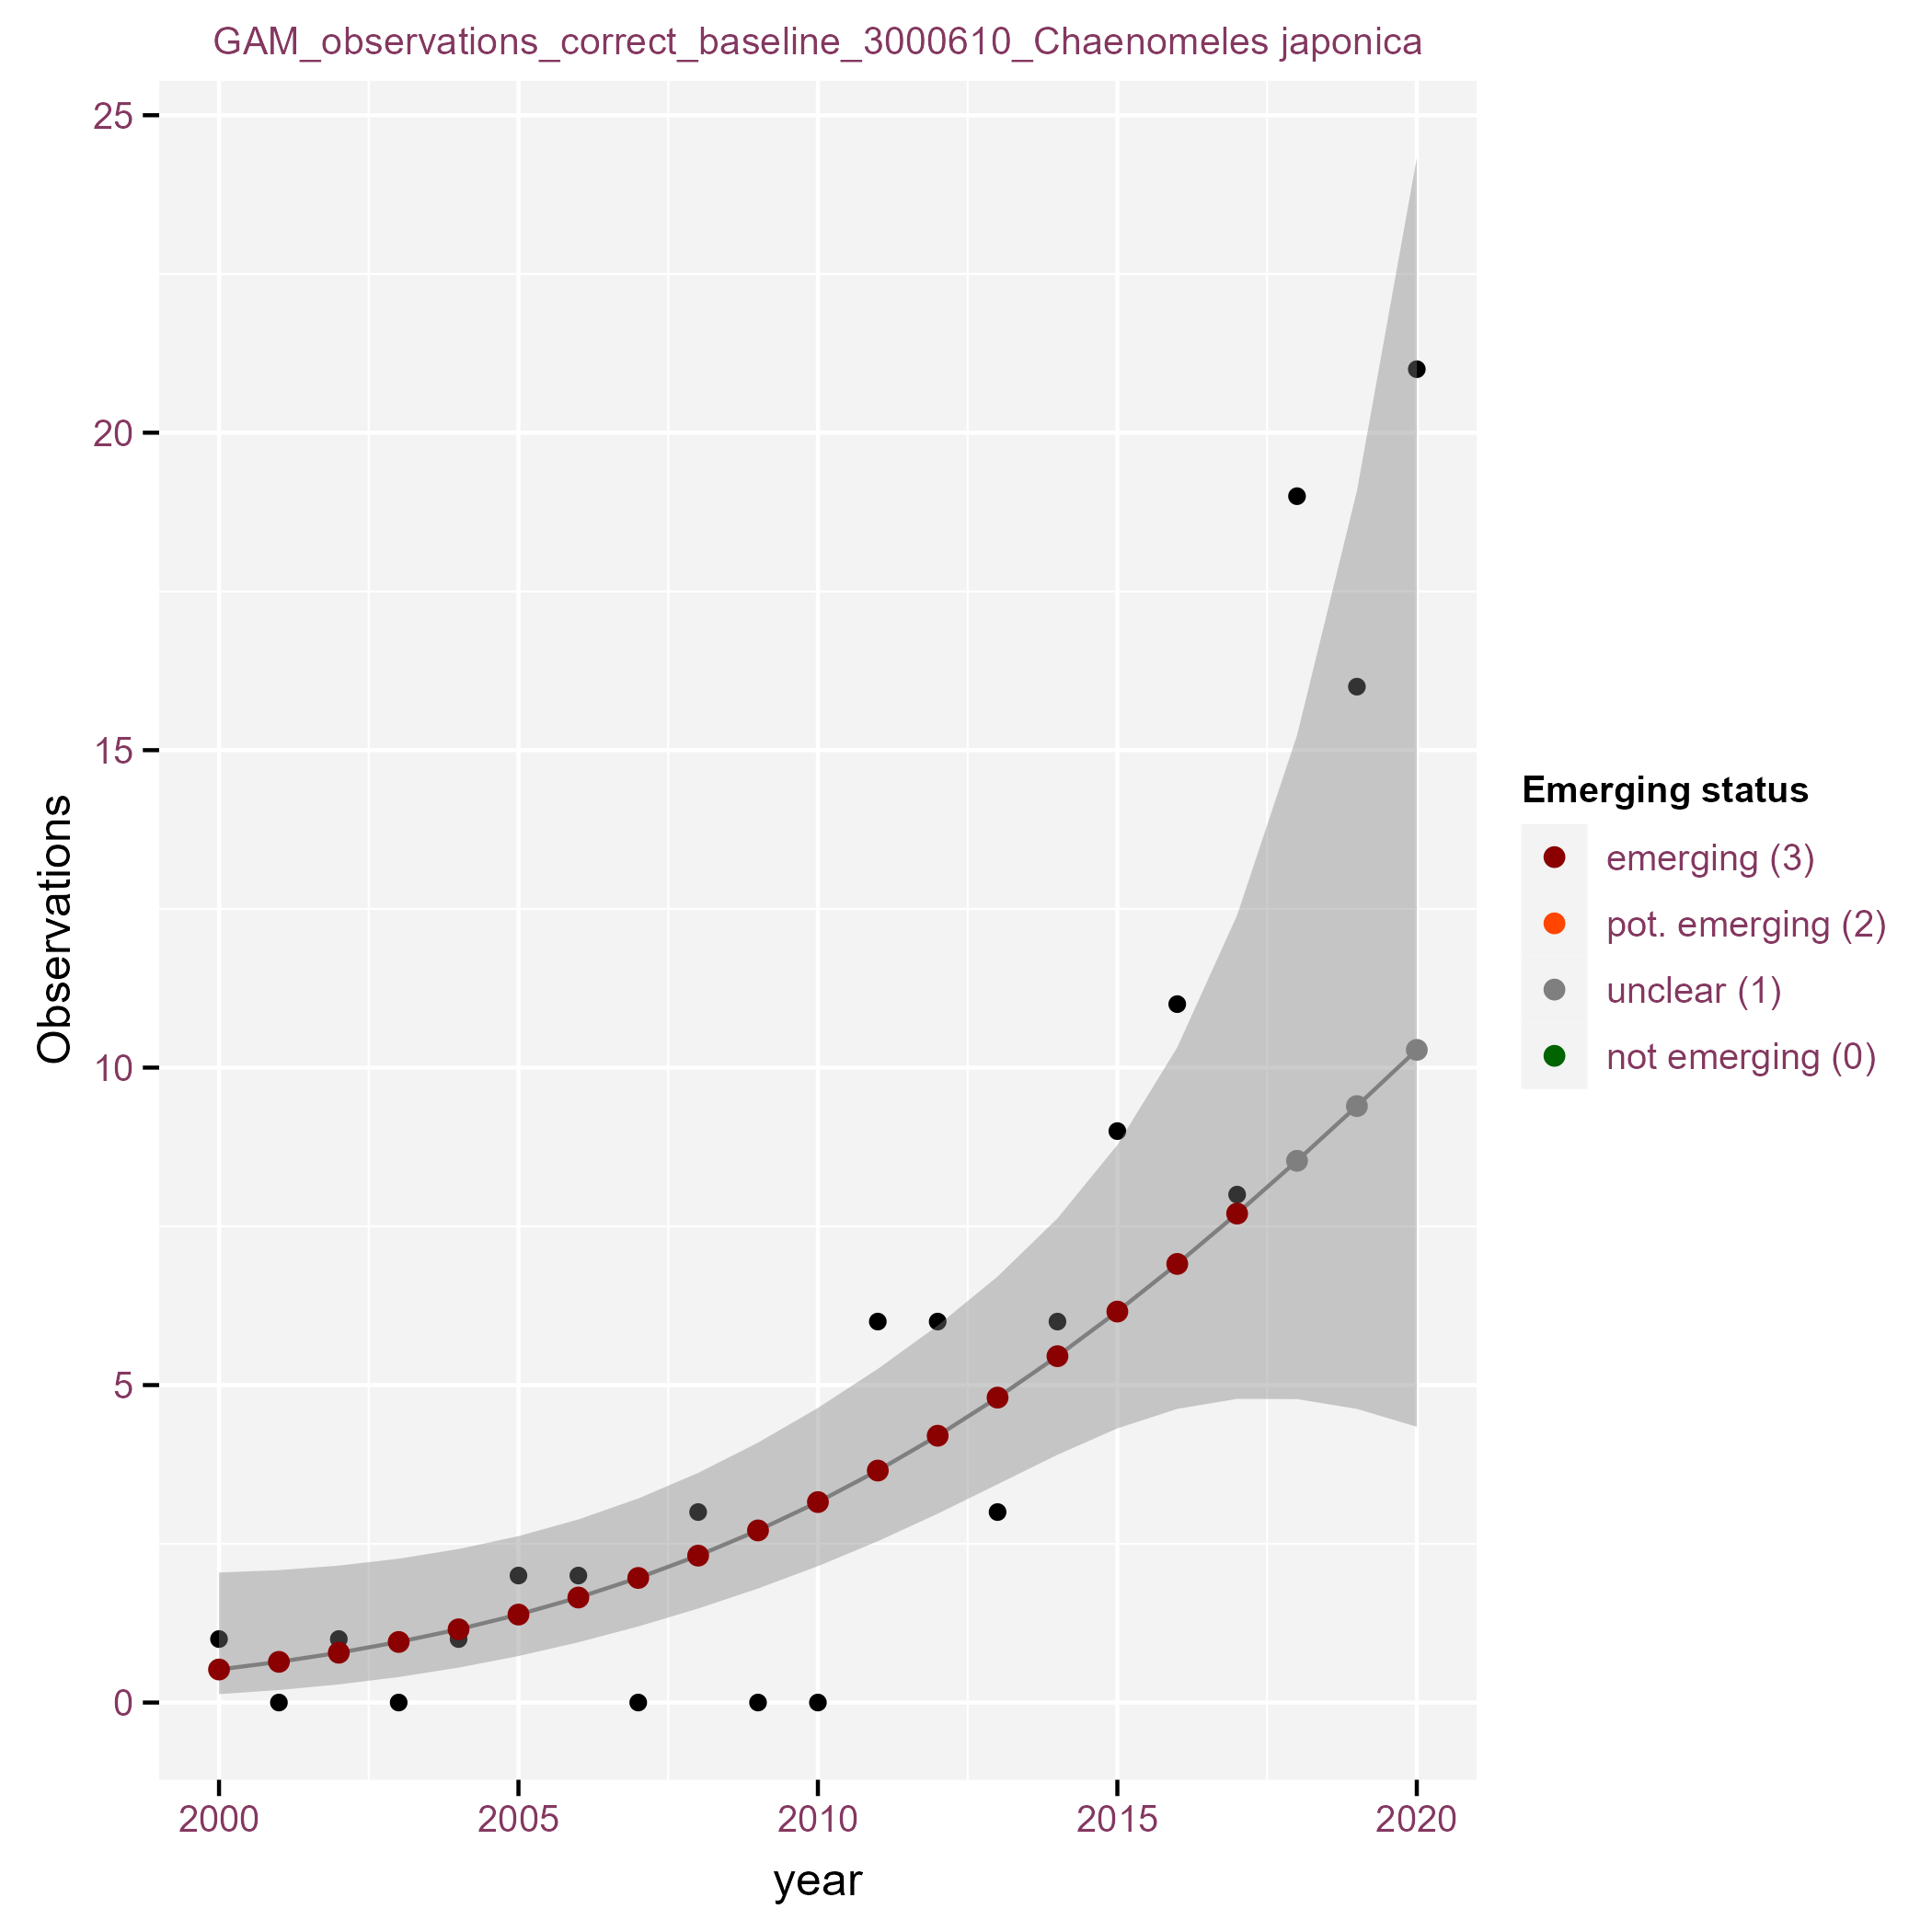 GAM_observations_correct_baseline_3000610_Chaenomeles japonica
25
20
15
10
5
0
Observations
2000 2005 2010 2015 2020
year
Emerging status
emerging (3)
pot. emerging (2)
unclear (1)
not emerging (0)